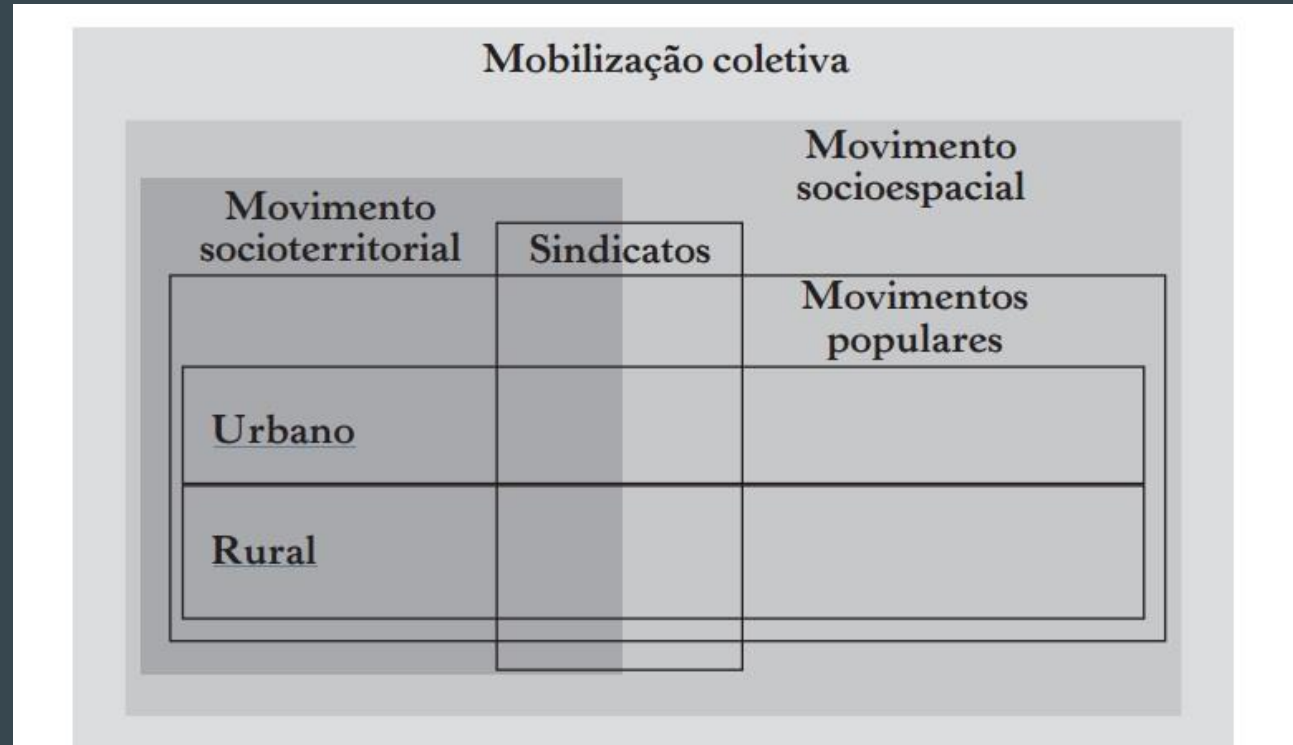 Mobilização coletiva
Movimento
socioespacial
Movimento
socioterritorial
Sindicatos
Movimentos
populares
Urbano
Rural